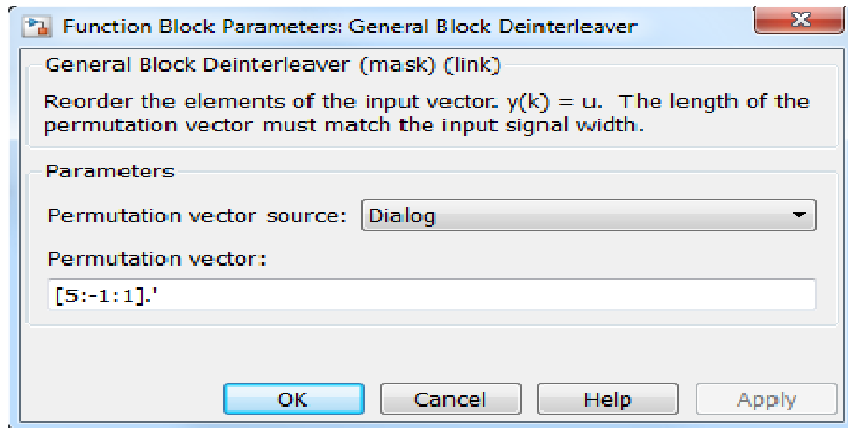 Function Block Parameters: General Block Deinterleaver
General Block Deinterleaver (mask) (link)
Reorder the elements of the input vector. y(k) = u. The length of the
permutation vector must match the input signal width.
Parameters
Permutation vector source: Dialog
Permutation vector:
[5:-1:1].'
OK Cancel Help Apply